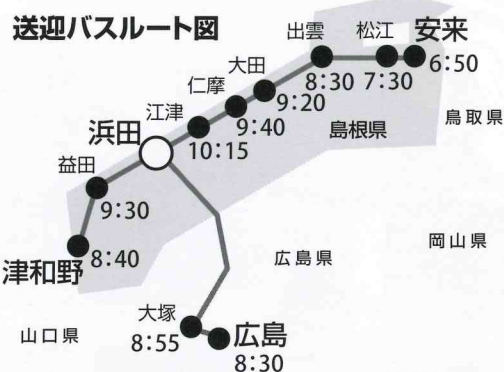 送迎バスルート図
出雲
8:30
松江
7:30
安来
6:50
大田
9:20
仁摩
9:40
江津
10:15
浜田
益田
9:30
津和野
8:40
大塚
8:55
広島
8:30
島根県
鳥取県
岡山県
広島県
山口県